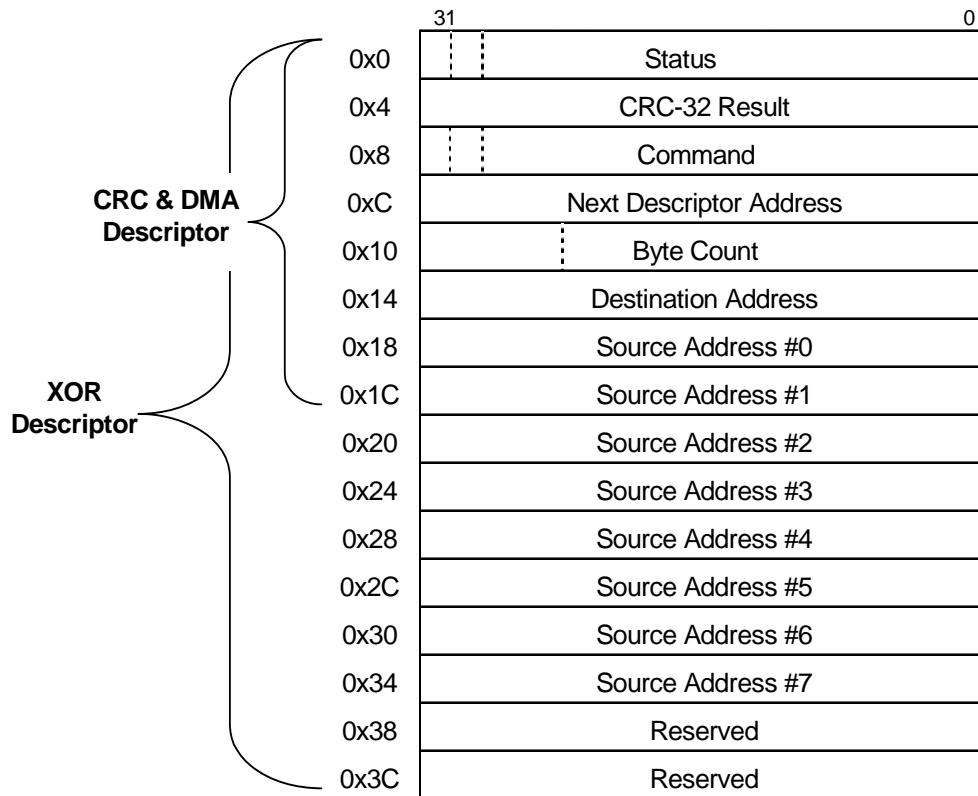 31 0
0x0 Status
0x4 CRC-32 Result
0x8 Command
CRC & DMA
Descriptor
0xC Next Descriptor Address
0x10 Byte Count
0x14 Destination Address
0x18 Source Address #0
XOR
Descriptor
0x1C Source Address #1
0x20 Source Address #2
0x24 Source Address #3
0x28 Source Address #4
0x2C Source Address #5
0x30 Source Address #6
0x34 Source Address #7
0x38 Reserved
0x3C Reserved